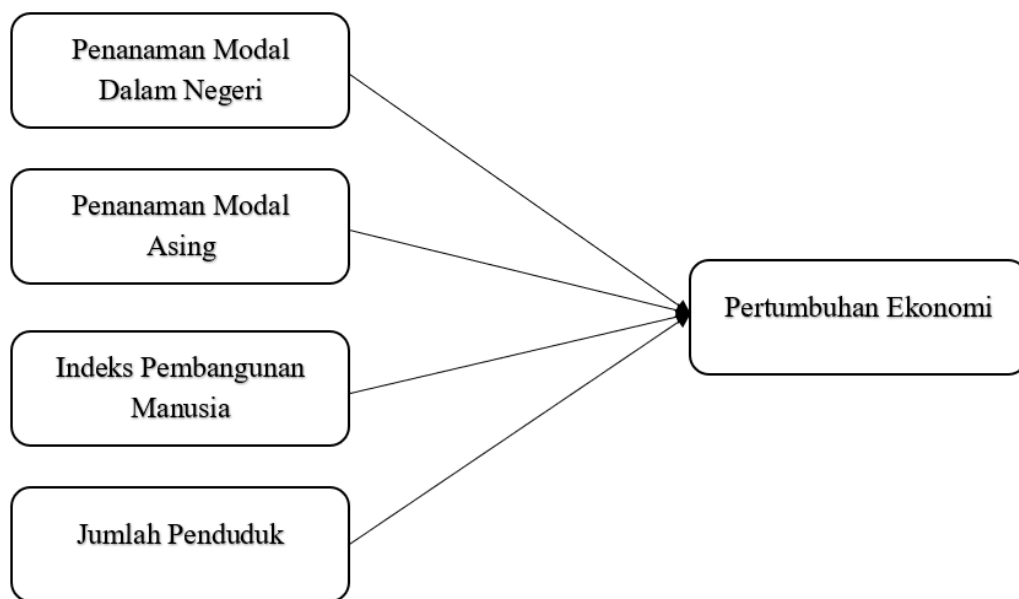 Penanaman Modal
Dalam Negeri
Penanaman Modal
Asing
Indeks Pembangunan
Manusia
Jumlah Penduduk
Pertumbuhan Ekonomi